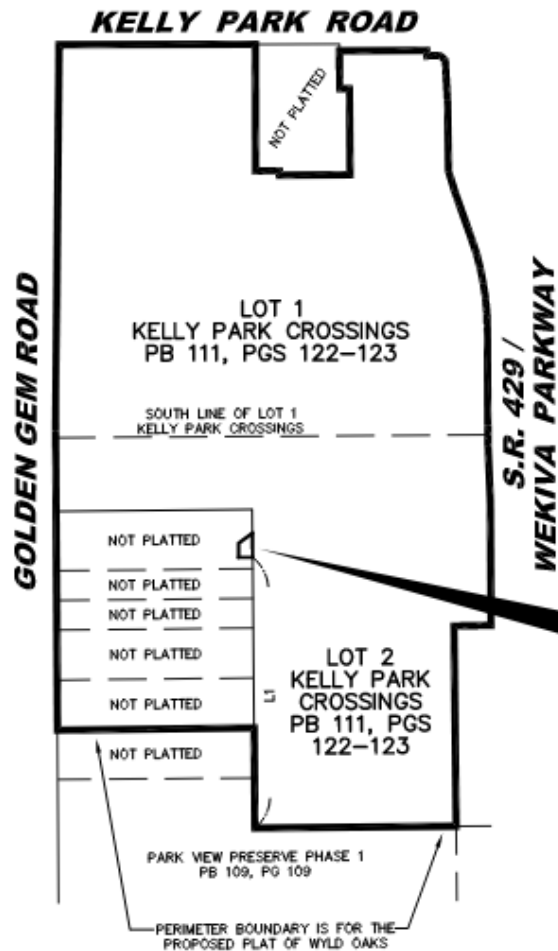 KELLY PARK ROAD
NOT PLATTED
LOT 1
KELLY PARK CROSSINGS
PB 111, PGS 122-123
GOLDEN GEM ROAD
S.R. 429 /
WEKIVA PARKWAY
SOUTH LINE OF LOT 1
KELLY PARK CROSSINGS
NOT PLATTED
NOT PLATTED
NOT PLATTED
NOT PLATTED
NOT PLATTED
NOT PLATTED
L1
LOT 2
KELLY PARK
CROSSINGS
PB 111, PGS
122-123
PARK VIEW PRESERVE PHASE 1
PB 109, PG 109
PERIMETER BOUNDARY IS FOR THE
PROPOSED PLAT OF WYLD OAKS